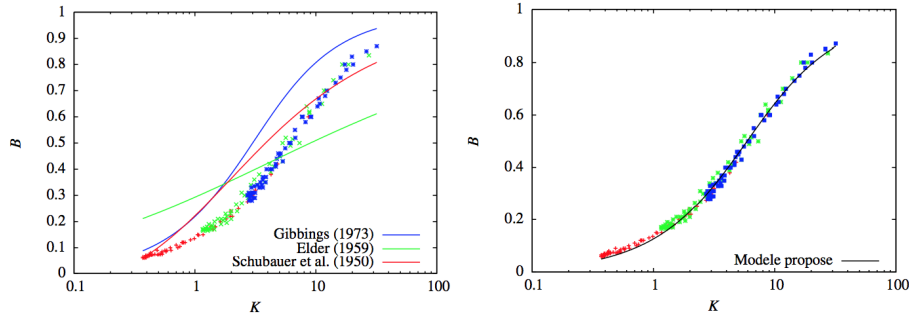 1
0.9
0.8
0.7
0.6
0.5
0.4
0.3
0.2
0.1
0
B
Gibbings (1973)
Elder (1959)
Schubauer et al. (1950)
0.1 1 10 100
K
1
0.8
0.6
0.4
0.2
0
B
Modele propose
0.1 1 10 100
K